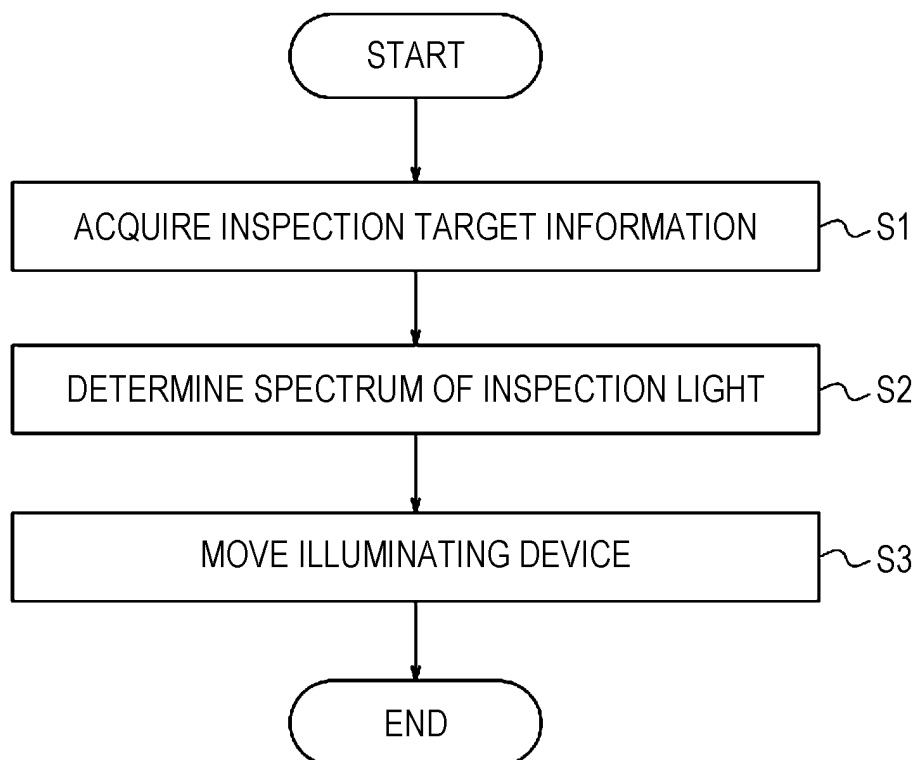 START
ACQUIRE INSPECTION TARGET INFORMATION
S1
DETERMINE SPECTRUM OF INSPECTION LIGHT
S2
MOVE ILLUMINATING DEVICE
S3
END